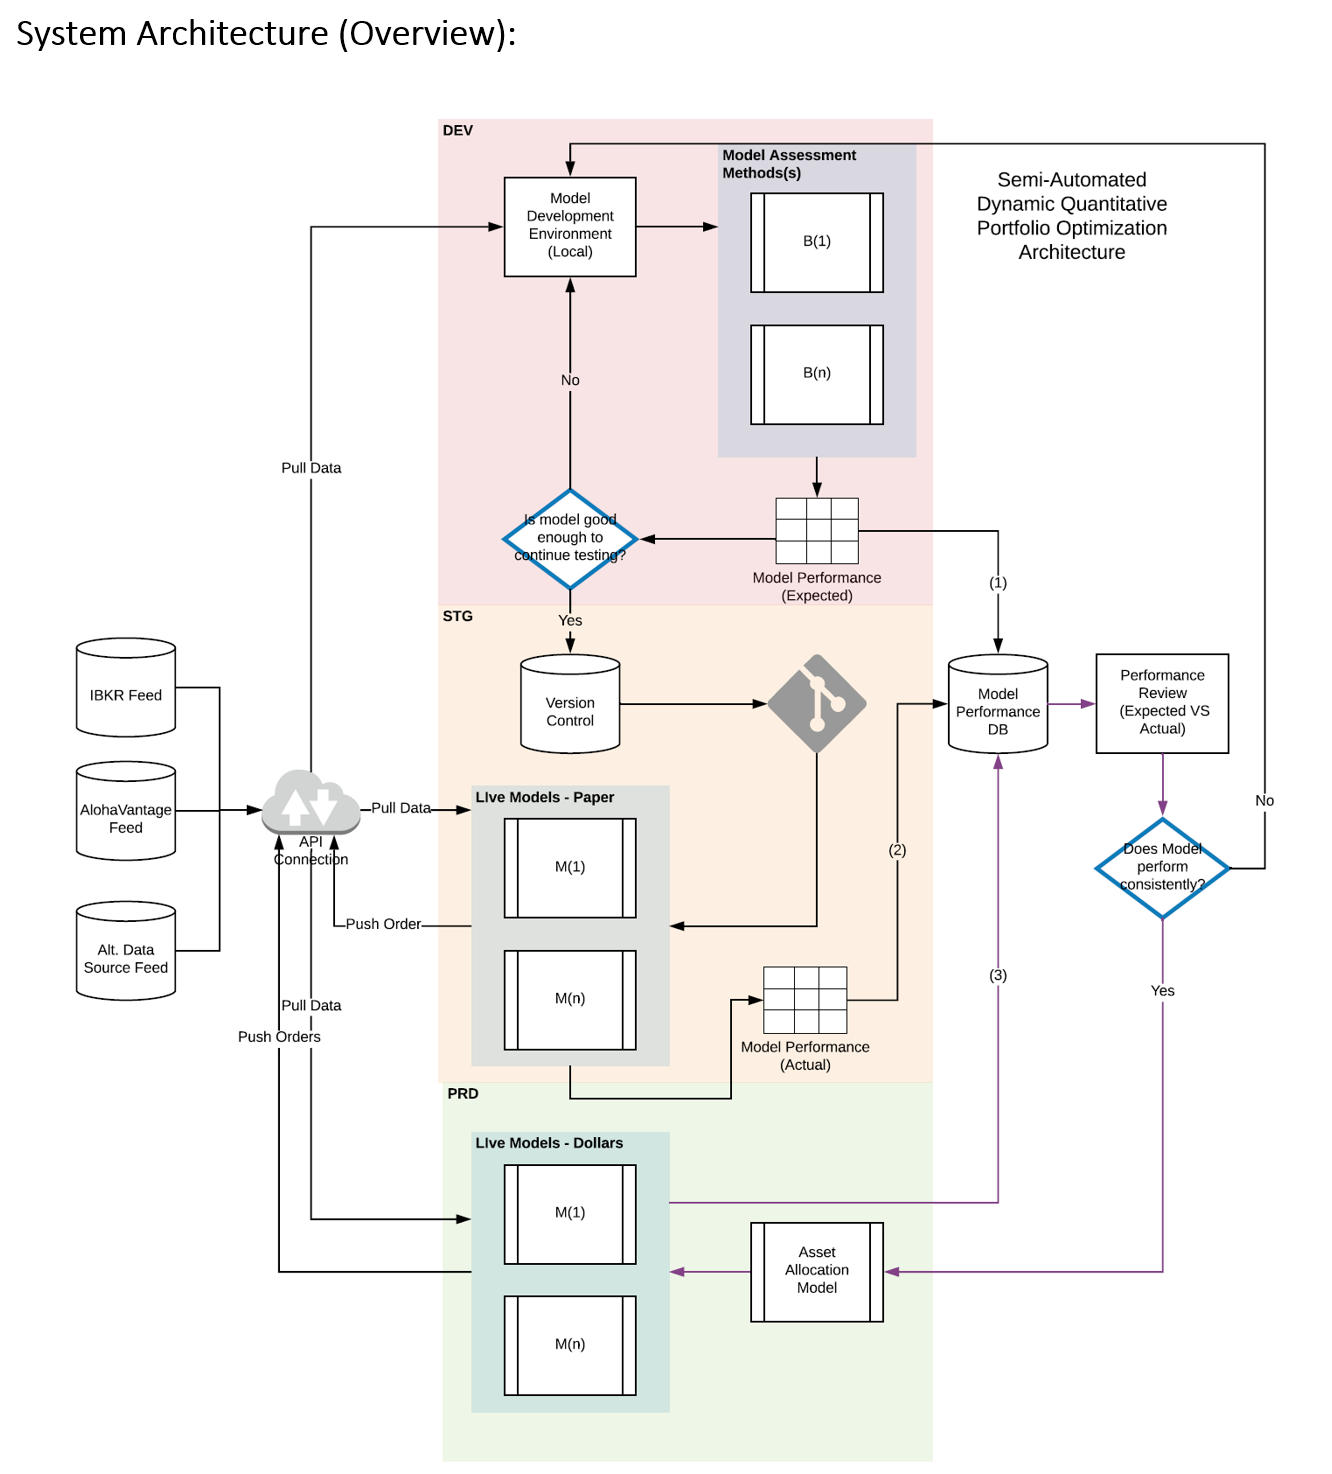 System Architecture (Overview):
DEV
Model Assessment
Methods(s)
Model
Development
Environment
(Local)
B(1)
B(n)
Semi-Automated
Dynamic Quantitative
Portfolio Optimization
Architecture
No
Pull Data
Is model good
enough to
continue testing?
Model Performance
(Expected)
(1)
STG
Yes
Version
Control
Model
Performance
DB
Performance
Review
(Expected VS
Actual)
IBKR Feed
AlohaVantage
Feed
Alt. Data
Source Feed
API
Connection
Pull Data
LIve Models - Paper
M(1)
M(n)
Push Order
(2)
No
Does Model
perform
consistently?
(3)
Yes
Pull Data
Push Orders
Model Performance
(Actual)
PRD
LIve Models - Dollars
M(1)
M(n)
Asset
Allocation
Model